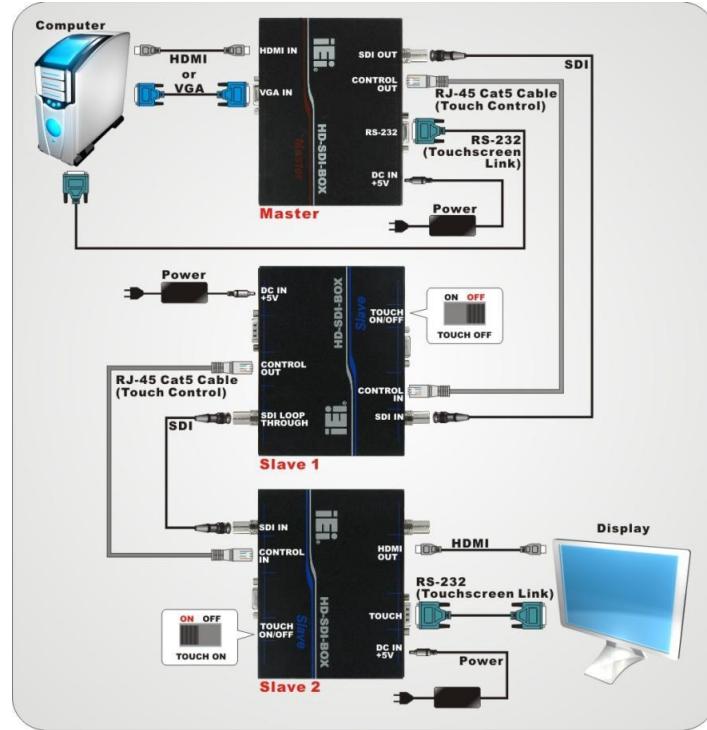 Computer
HDMI
or
VGA
HDMI IN
VGA IN
iEi
HD-SDI-BOX
Master
SDI OUT
CONTROL
OUT
RS-232
DC IN
+5V
Master
SDI
RJ-45 Cat5 Cable
(Touch Control)
RS-232
(Touchscreen
Link)
Power
Power
DC IN
+5V
HD-SDI-BOX
Slave
TOUCH
ON/OFF
ON OFF
TOUCH OFF
CONTROL
OUT
RJ-45 Cat5 Cable
(Touch Control)
SDI
SDI LOOP
THROUGH
iEi
CONTROL
IN
SDI IN
Slave 1
SDI IN
CONTROL
IN
iEi
HD-SDI-BOX
Slave
HDMI
OUT
HDMI
Display
RS-232
(Touchscreen Link)
TOUCH
ON OFF
TOUCH ON
TOUCH
ON/OFF
DC IN
+5V
Power
Slave 2